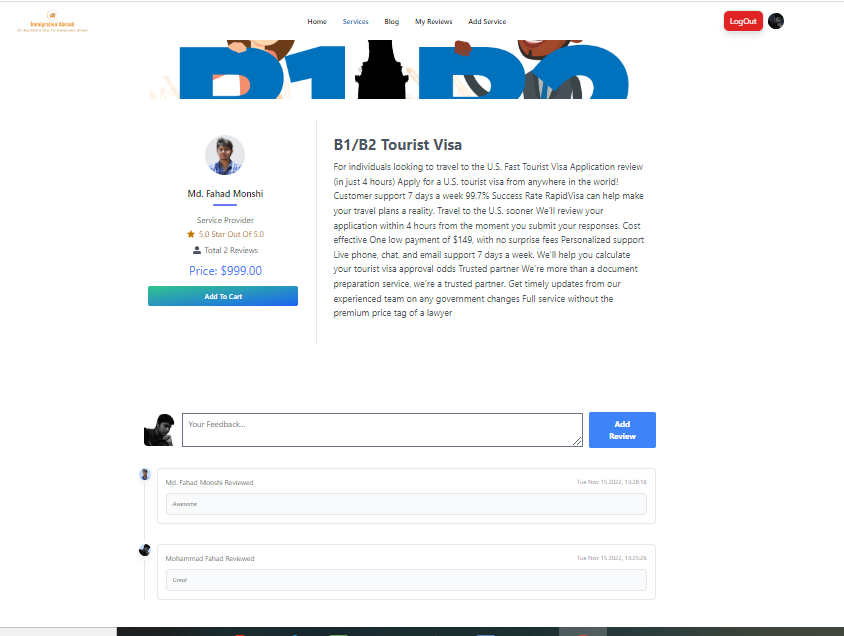 Immigration Abroad
Home Services Blog My Reviews Add Service
LogOut
B1/B2
Md. Fahad Monshi
Service Provider
5.0 Star Out Of 5.0
Total 2 Reviews
Price: $999.00
Add To Cart
B1/B2 Tourist Visa
For individuals looking to travel to the U.S. Fast Tourist Visa Application review
(in just 4 hours) Apply for a U.S. tourist visa from anywhere in the world!
Customer support 7 days a week 99.7% Success Rate RapidVisa can help make
your travel plans a reality. Travel to the U.S. sooner We'll review your
application within 4 hours from the moment you submit your responses. Cost
effective One low payment of $149, with no surprise fees Personalized support
Live phone, chat, and email support 7 days a week. We'll help you calculate
your tourist visa approval odds Trusted partner We're more than a document
preparation service, we're a trusted partner. Get timely updates from our
experienced team on any government changes Full service without the
premium price tag of a lawyer
Your Feedback...
Add
Review
Md. Fahad Monshi Reviewed
Tue Nov 15 2022, 13:28:18
Awesome
Mohammad Fahad Reviewed
Tue Nov 15 2022, 13:25:26
Great